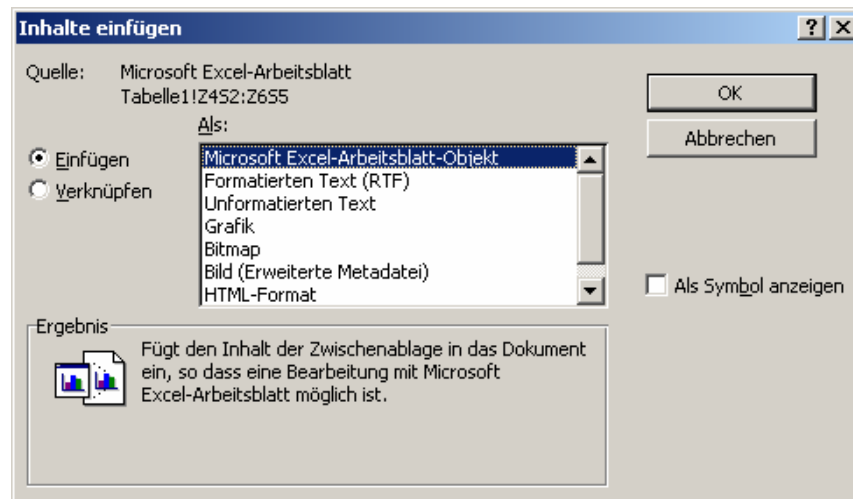 Inhalte einfügen
Quelle: Microsoft Excel-Arbeitsblatt
Tabelle1!Z4S2:Z6S5
Als:
Einfügen
Verknüpfen
Microsoft Excel-Arbeitsblatt-Objekt
Formatierten Text (RTF)
Unformatierten Text
Grafik
Bitmap
Bild (Erweiterte Metadatei)
HTML-Format
OK
Abbrechen
Als Symbol anzeigen
Ergebnis
Fügt den Inhalt der Zwischenablage in das Dokument
ein, so dass eine Bearbeitung mit Microsoft
Excel-Arbeitsblatt möglich ist.